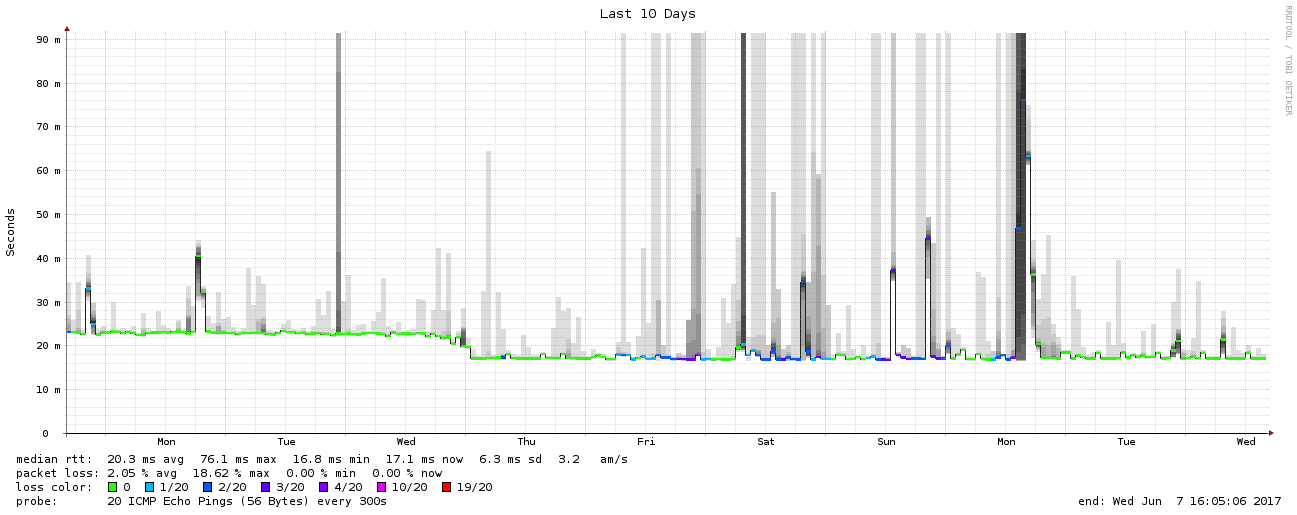 Last 10 Days
RRDTOOL / TOBI OETIKER
Seconds
90 m
80 m
70 m
60 m
50 m
40 m
30 m
20 m
10 m
0
Mon Tue Wed Thu Fri Sat Sun Mon Tue Wed
median rtt: 20.3 ms avg 76.1 ms max 16.8 ms min 17.1 ms now 6.3 ms sd 3.2 am/s
packet loss: 2.05 % avg 18.62 % max 0.00 % min 0.00 % now
loss color: 0 1/20 2/20 3/20 4/20 10/20 19/20
probe: 20 ICMP Echo Pings (56 Bytes) every 300s
end: Wed Jun 7 16:05:06 2017